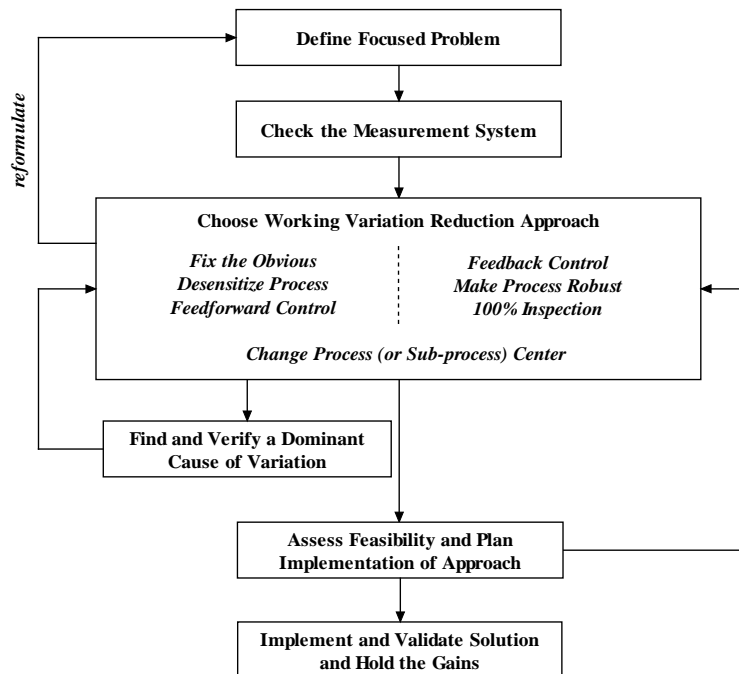 Define Focused Problem
reformulate
Check the Measurement System
Choose Working Variation Reduction Approach
Fix the Obvious
Desensitize Process
Feedforward Control
Feedback Control
Make Process Robust
100% Inspection
Change Process (or Sub-process) Center
Find and Verify a Dominant
Cause of Variation
Assess Feasibility and Plan
Implementation of Approach
Implement and Validate Solution
and Hold the Gains